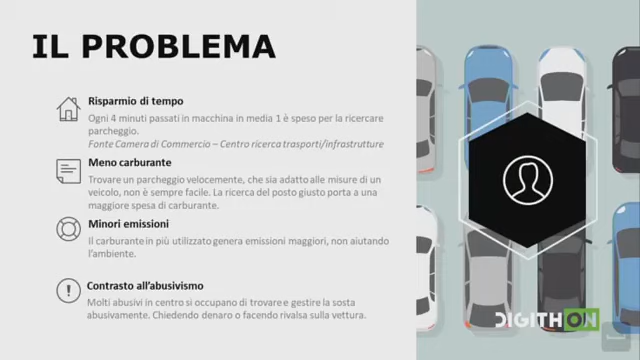 IL PROBLEMA
Risparmio di tempo
Ogni 4 minuti passati in macchina in media 1 è speso per la ricercare
parcheggio.
Fonte Camera di Commercio – Centro ricerca trasporti/infrastrutture
Meno carburante
Trovare un parcheggio velocemente, che sia adatto alle misure di un
veicolo, non è sempre facile. La ricerca del posto giusto porta a una
maggiore spesa di carburante.
Minori emissioni
Il carburante in più utilizzato genera emissioni maggiori, non aiutando
l'ambiente.
Contrasto all'abusivismo
Molti abusivi in centro si occupano di trovare e gestire la sosta
abusivamente. Chiedendo denaro o facendo rivalsa sulla vettura.
DIGITHON